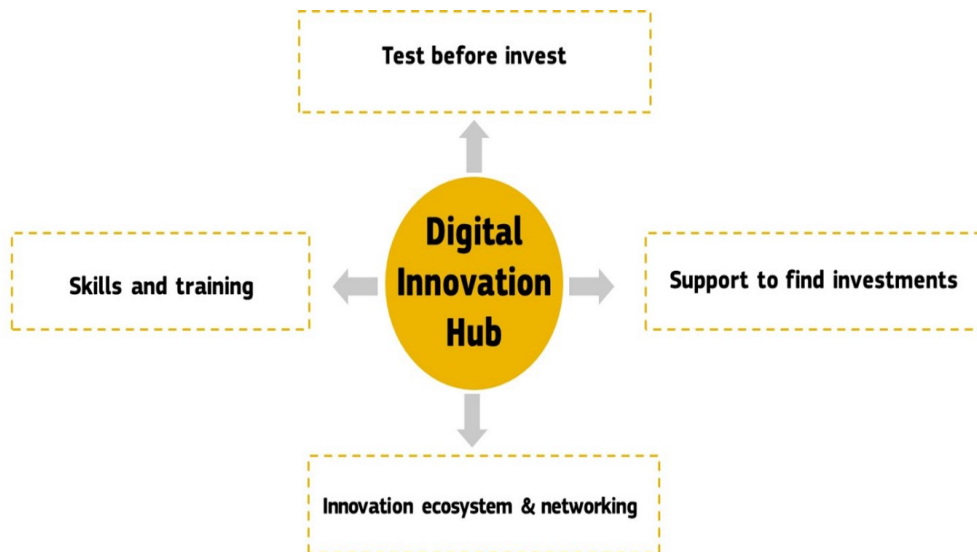 Test before invest
Digital
Innovation
Hub
Skills and training
Support to find investments
Innovation ecosystem & networking